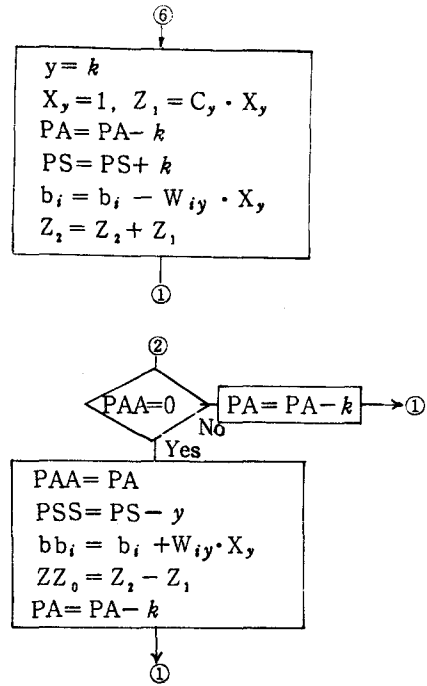 ⑥
y = k
X_y = 1, Z_1 = C_y · X_y
PA = PA − k
PS = PS + k
b_i = b_i − W_iy · X_y
Z_2 = Z_2 + Z_1
①
②
PAA=0
No
PA = PA − k
①
Yes
PAA = PA
PSS = PS − y
bb_i = b_i + W_iy · X_y
ZZ_0 = Z_2 − Z_1
PA = PA − k
①